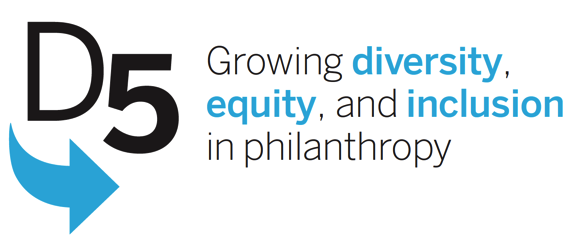 D5
Growing diversity,
equity, and inclusion
in philanthropy